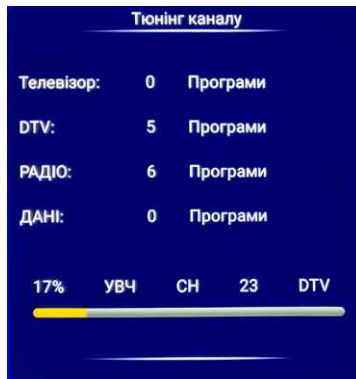 Тюнінг каналу
Телевізор: 0 Програми
DTV: 5 Програми
РАДІО: 6 Програми
ДАНІ: 0 Програми
17% УВЧ CH 23 DTV